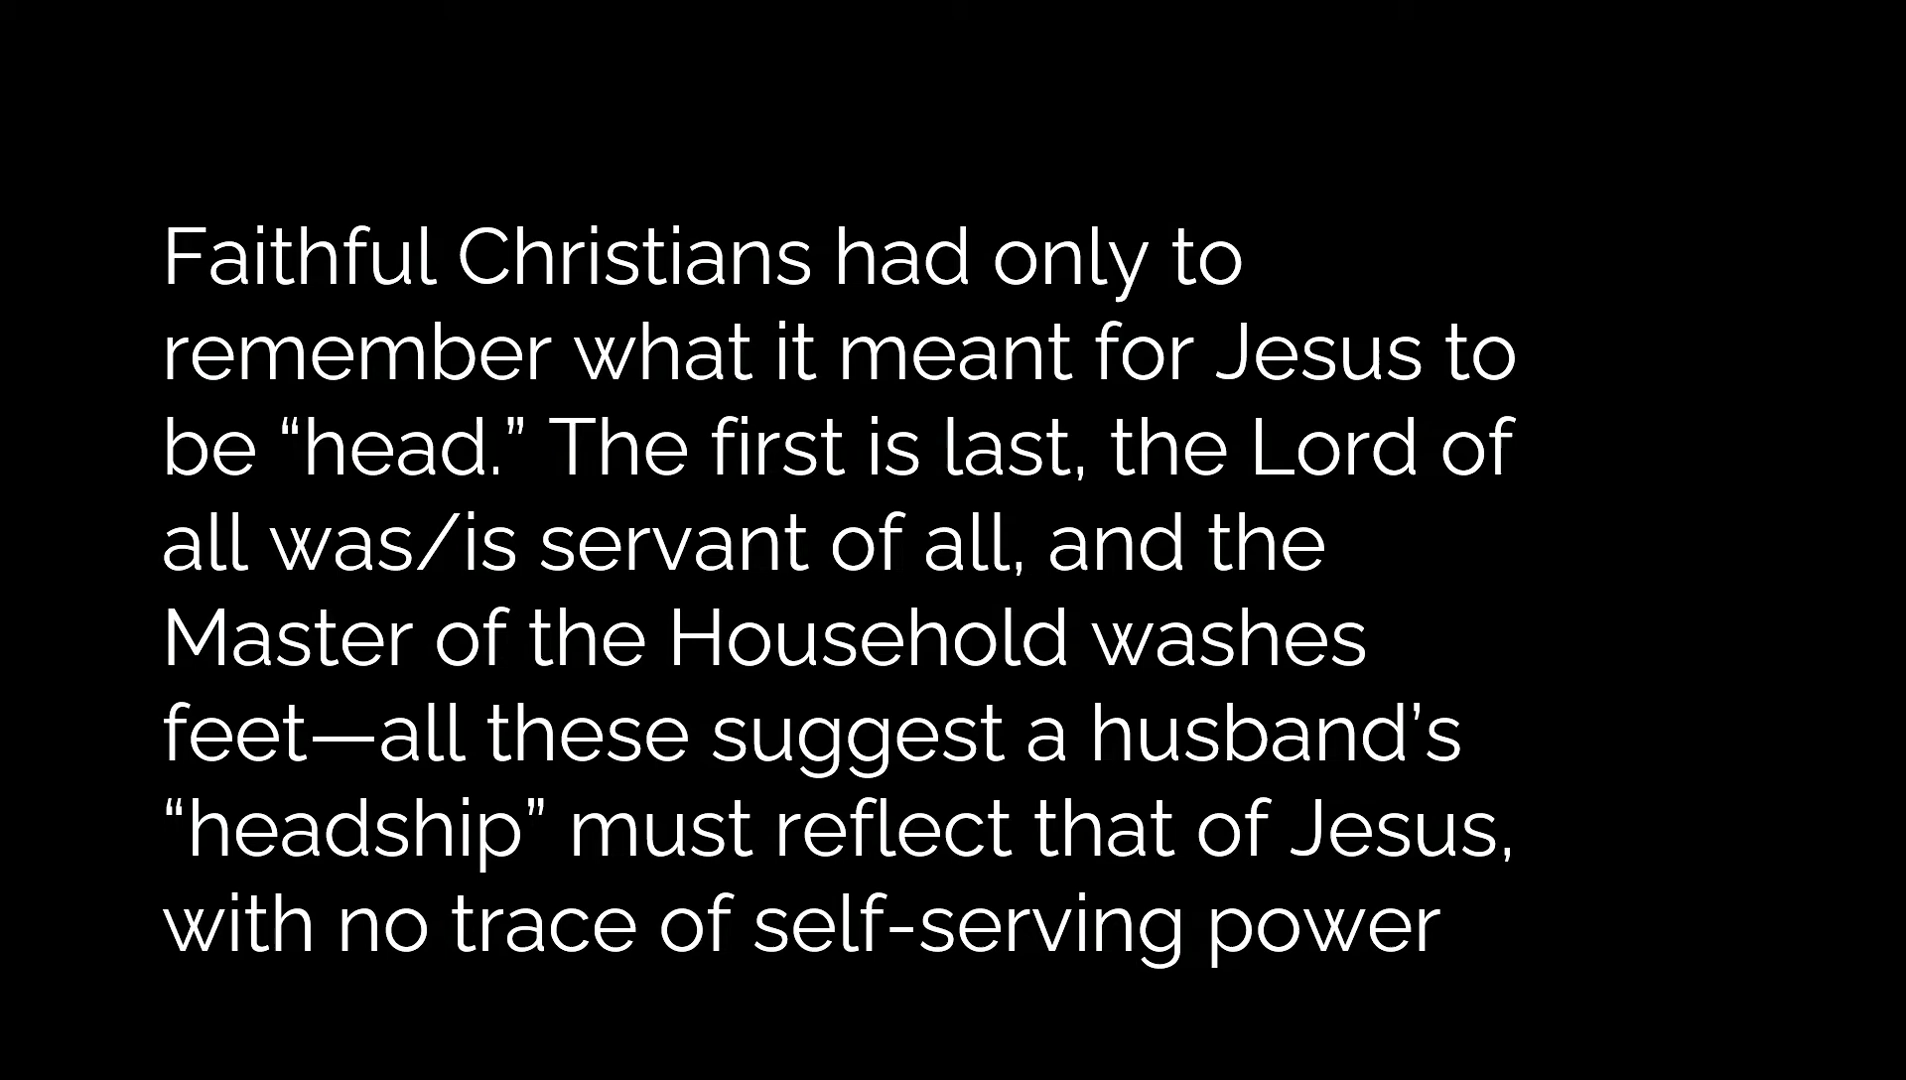 Faithful Christians had only to
remember what it meant for Jesus to
be “head.” The first is last, the Lord of
all was/is servant of all, and the
Master of the Household washes
feet—all these suggest a husband’s
“headship” must reflect that of Jesus,
with no trace of self-serving power